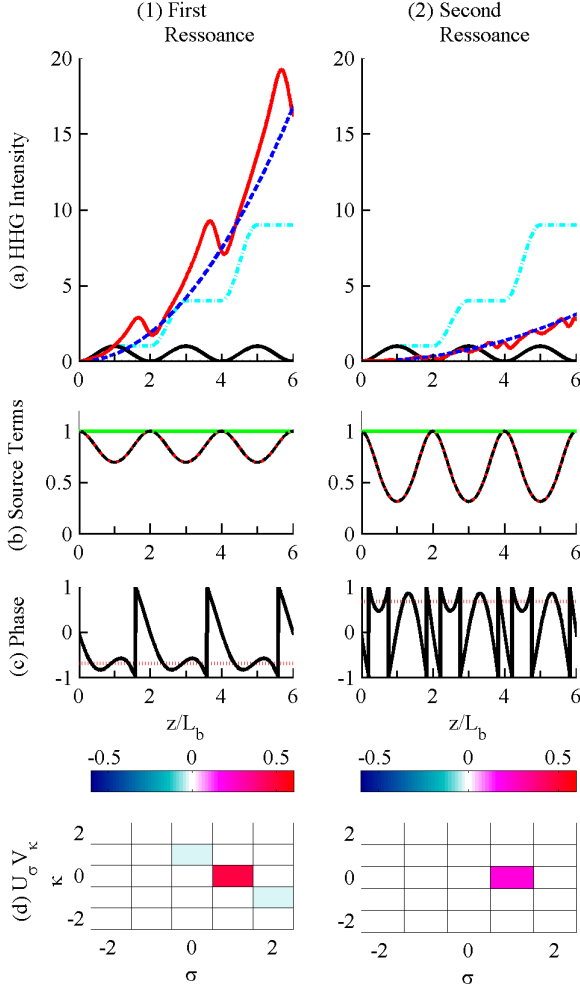 (1) First
Ressoance
(2) Second
Ressoance
(a) HHG Intensity
20
15
10
5
0
0 2 4 6
0 2 4 6
20
15
10
5
0
(b) Source Terms
1
0.5
0
0 2 4 6
1
0.5
0
0 2 4 6
(c) Phase
1
0
-1
0 2 4 6
z/L_b
1
0
-1
0 2 4 6
z/L_b
-0.5 0 0.5
-0.5 0 0.5
(d) U_σ V_κ
κ
2
0
-2
-2 0 2
σ
2
0
-2
-2 0 2
σ